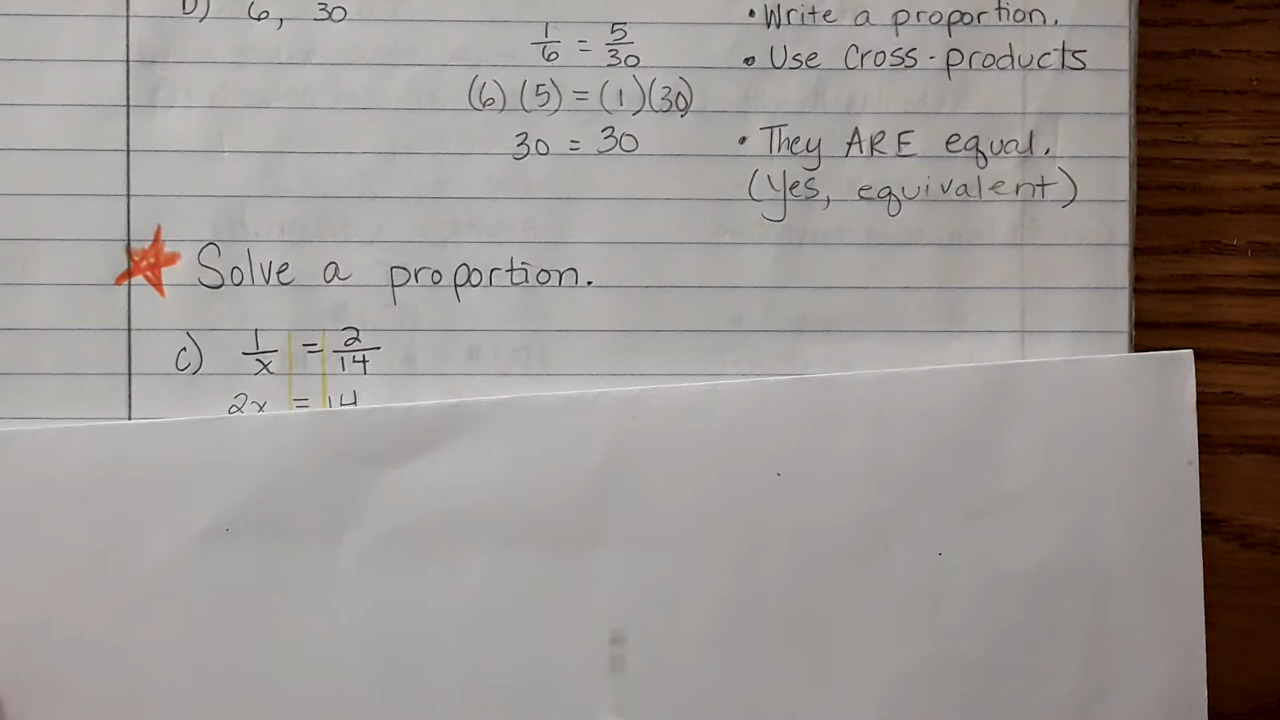 b) 6, 30
1/6 = 5/30
• Write a proportion.
• Use Cross-products
(6)(5) = (1)(30)
30 = 30
• They ARE equal.
(Yes, equivalent)
Solve a proportion.
c) 1/x = 2/14
2x = 14